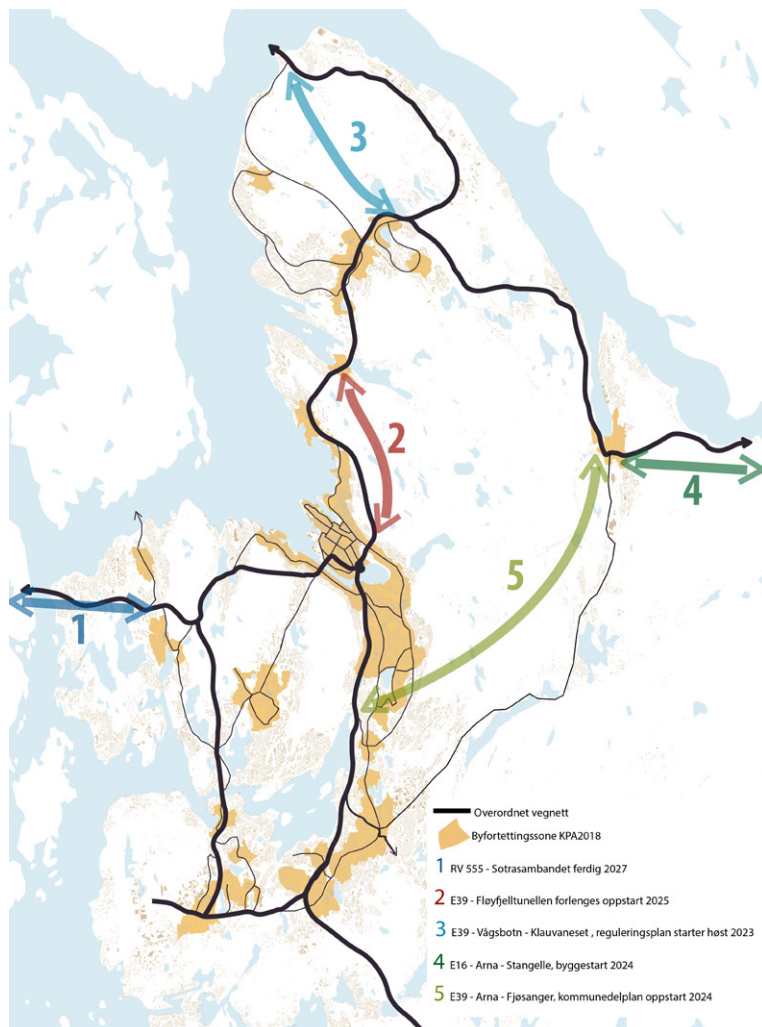 3
2
4
5
1
Overordnet vegnett
Byfortettingssone KPA2018
1 RV 555 - Sotrasambandet ferdig 2027
2 E39 - Fløyfjelltunellen forlenges oppstart 2025
3 E39 - Vågsbotn - Klauvaneset , reguleringsplan starter høst 2023
4 E16 - Arna - Stangelle, byggestart 2024
5 E39 - Arna - Fjøsanger, kommunedelplan oppstart 2024